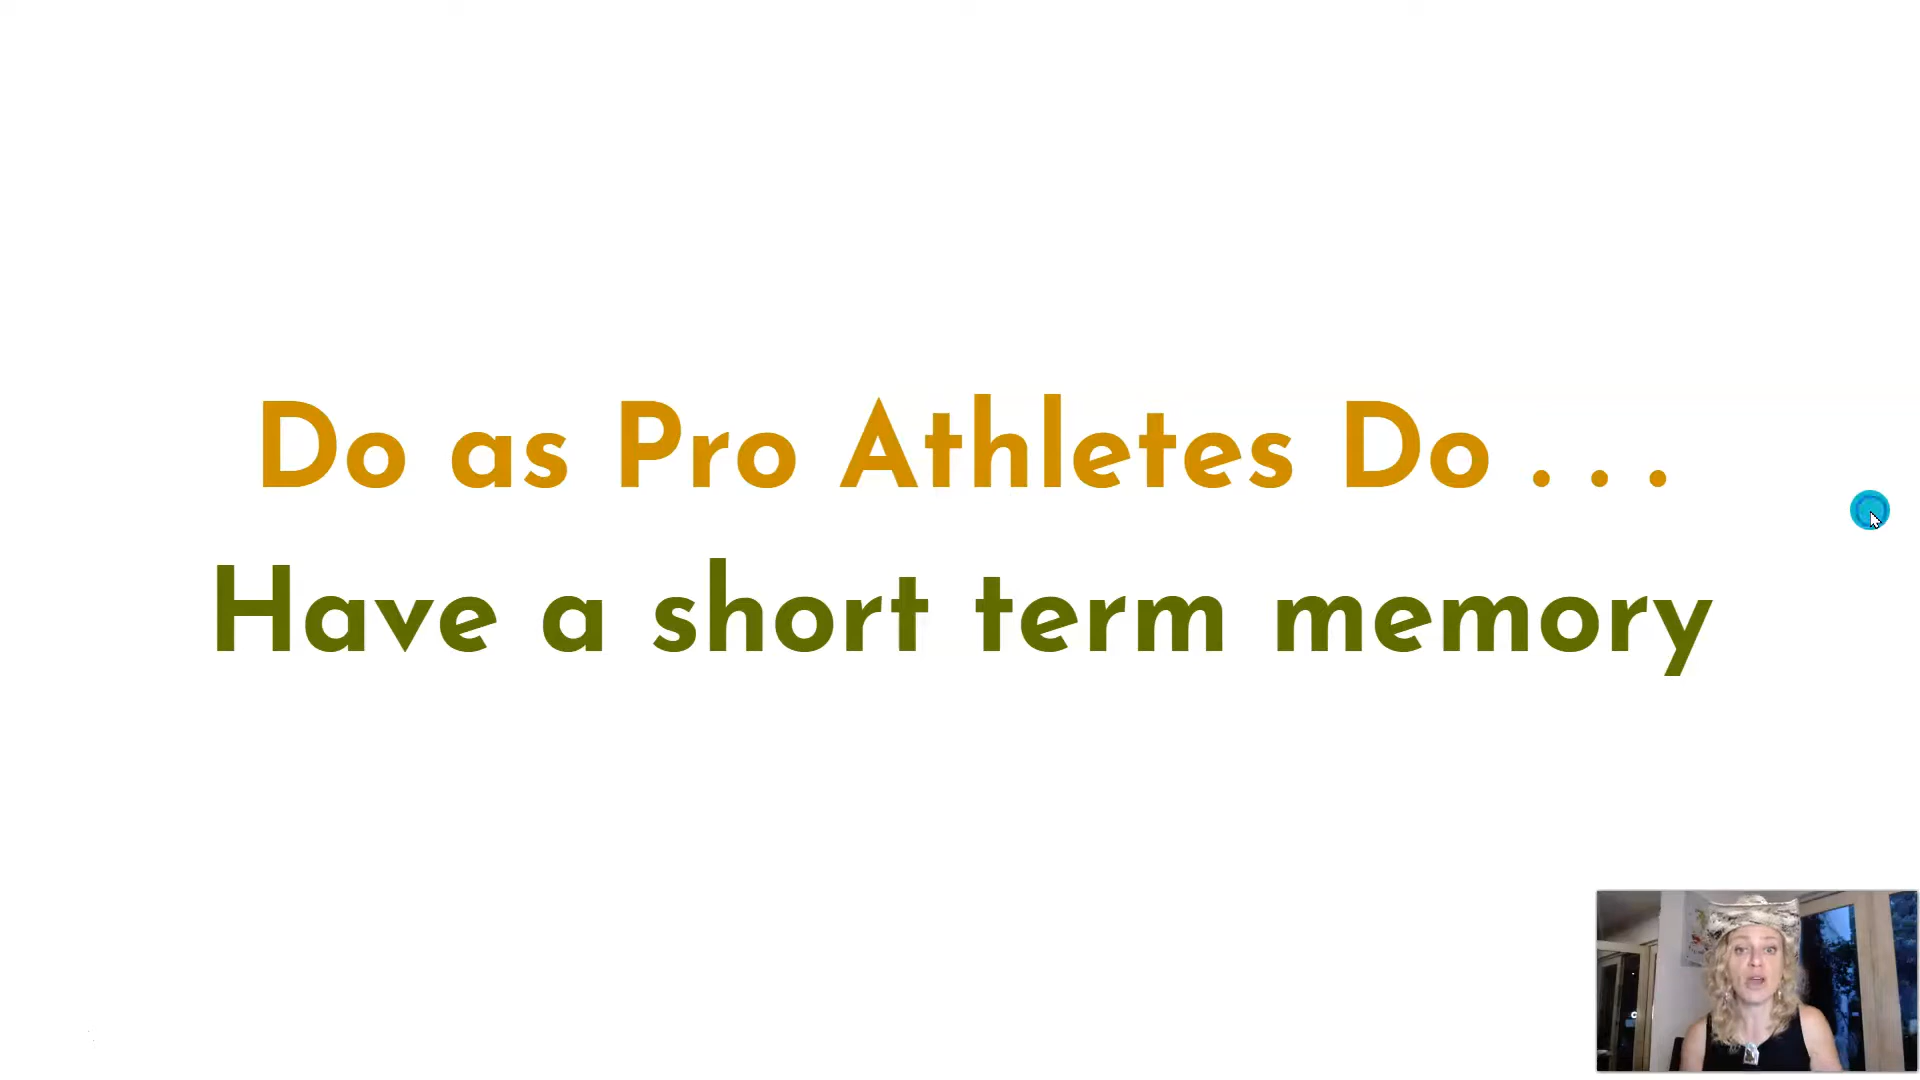 Do as Pro Athletes Do . . .
Have a short term memory